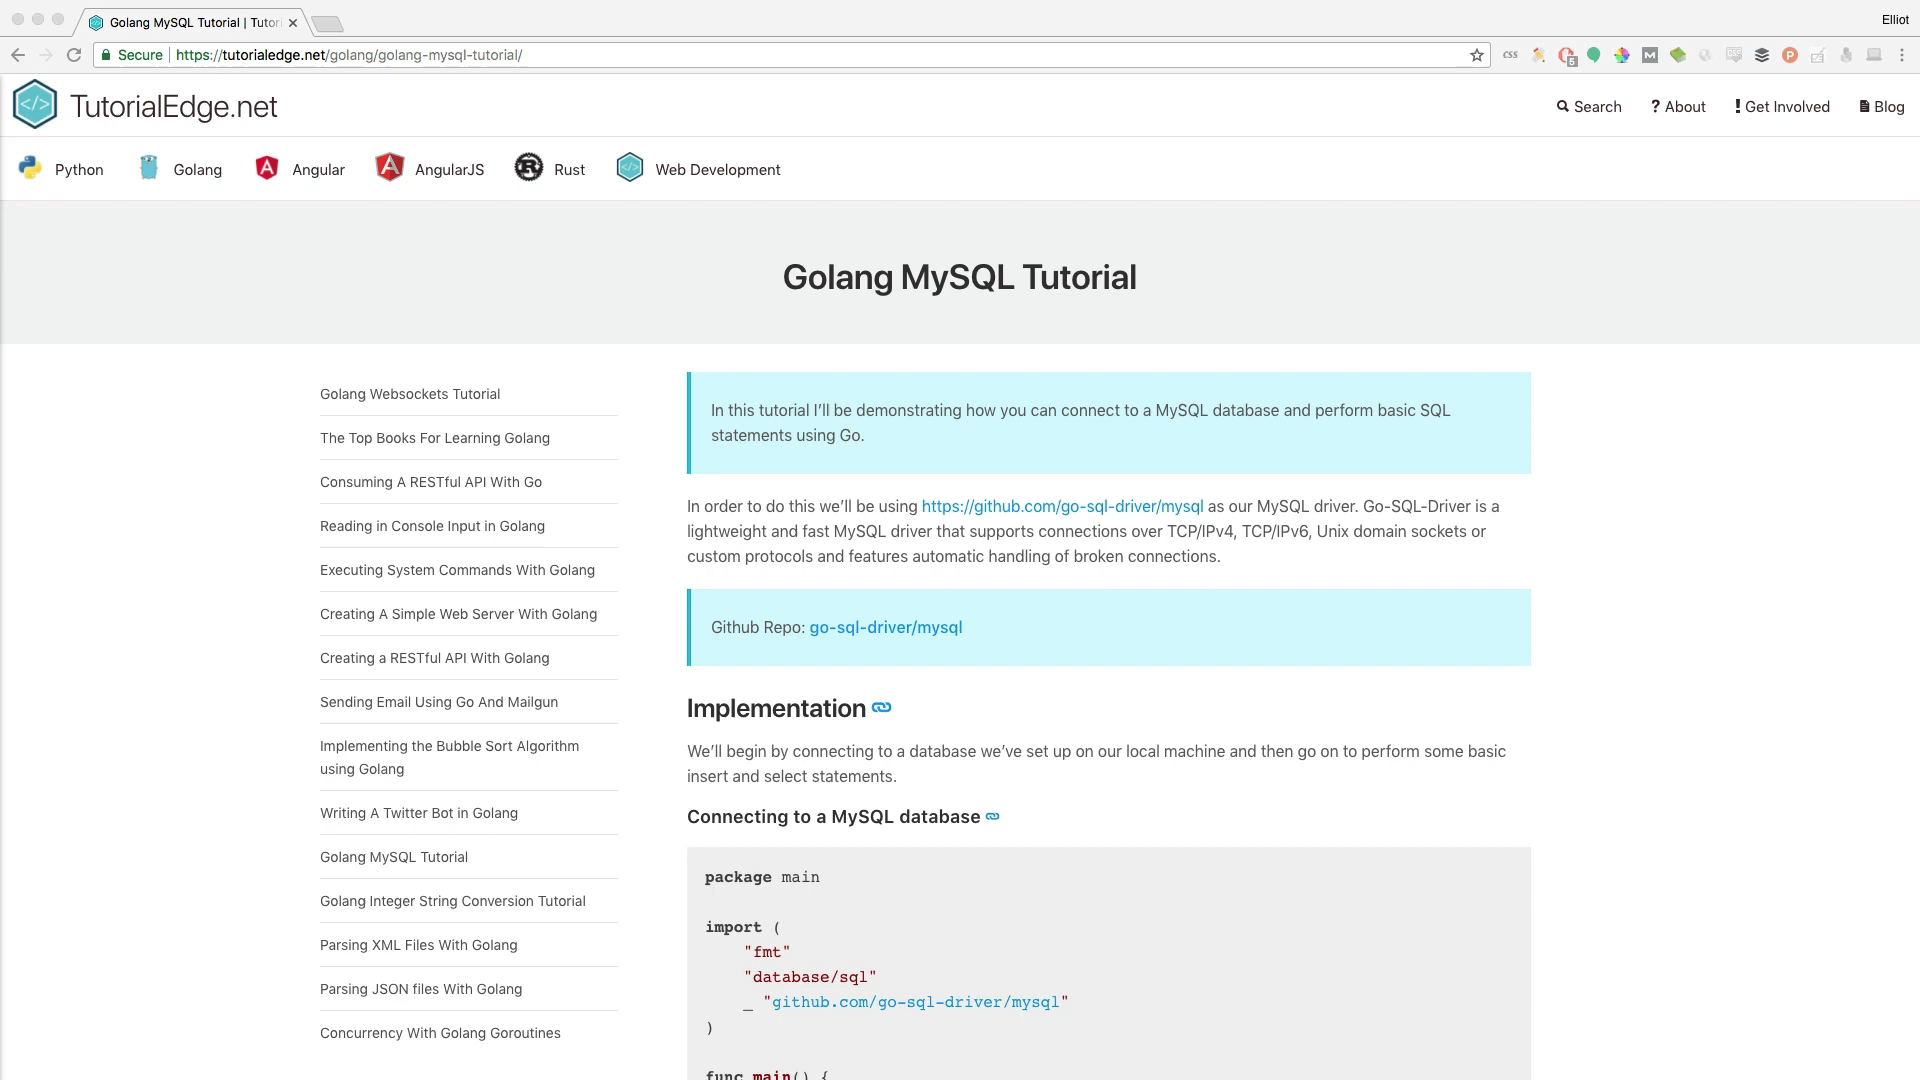 Golang MySQL Tutorial | Tutor
Elliot
Secure
https://tutorialedge.net/golang/golang-mysql-tutorial/
css
5
M
P
</>
TutorialEdge.net
Search
? About
! Get Involved
Blog
Python
Golang
Angular
AngularJS
Rust
Web Development
Golang MySQL Tutorial
Golang Websockets Tutorial
The Top Books For Learning Golang
Consuming A RESTful API With Go
Reading in Console Input in Golang
Executing System Commands With Golang
Creating A Simple Web Server With Golang
Creating a RESTful API With Golang
Sending Email Using Go And Mailgun
Implementing the Bubble Sort Algorithm
using Golang
Writing A Twitter Bot in Golang
Golang MySQL Tutorial
Golang Integer String Conversion Tutorial
Parsing XML Files With Golang
Parsing JSON files With Golang
Concurrency With Golang Goroutines
In this tutorial I'll be demonstrating how you can connect to a MySQL database and perform basic SQL
statements using Go.
In order to do this we'll be using https://github.com/go-sql-driver/mysql as our MySQL driver. Go-SQL-Driver is a
lightweight and fast MySQL driver that supports connections over TCP/IPv4, TCP/IPv6, Unix domain sockets or
custom protocols and features automatic handling of broken connections.
Github Repo: go-sql-driver/mysql
Implementation
We'll begin by connecting to a database we've set up on our local machine and then go on to perform some basic
insert and select statements.
Connecting to a MySQL database
package main
import (
"fmt"
"database/sql"
_ "github.com/go-sql-driver/mysql"
)
func main() {